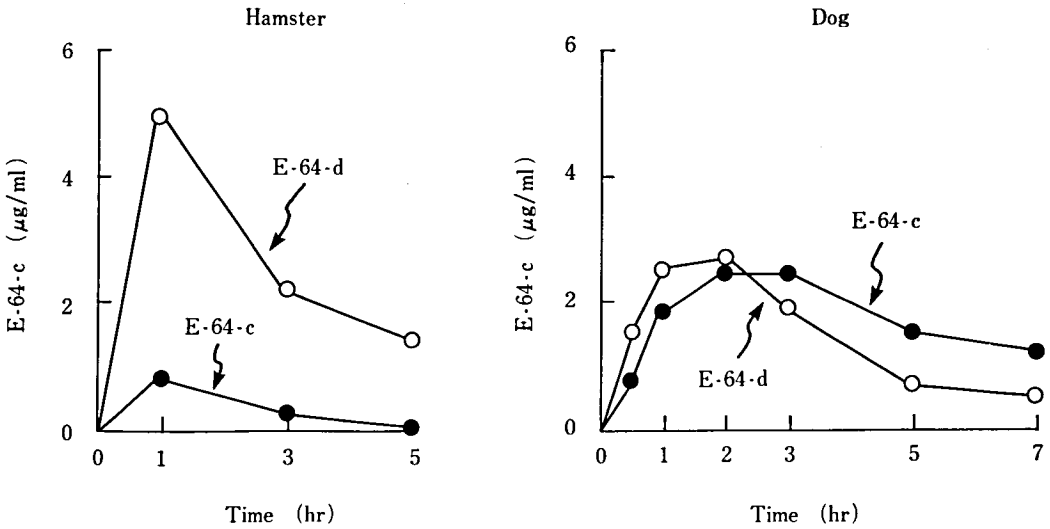 Hamster
6
4
2
0
E-64-c (μg/ml)
E-64-d
E-64-c
0 1 3 5
Time (hr)
Dog
6
4
2
0
E-64-c (μg/ml)
E-64-c
E-64-d
0 1 2 3 5 7
Time (hr)